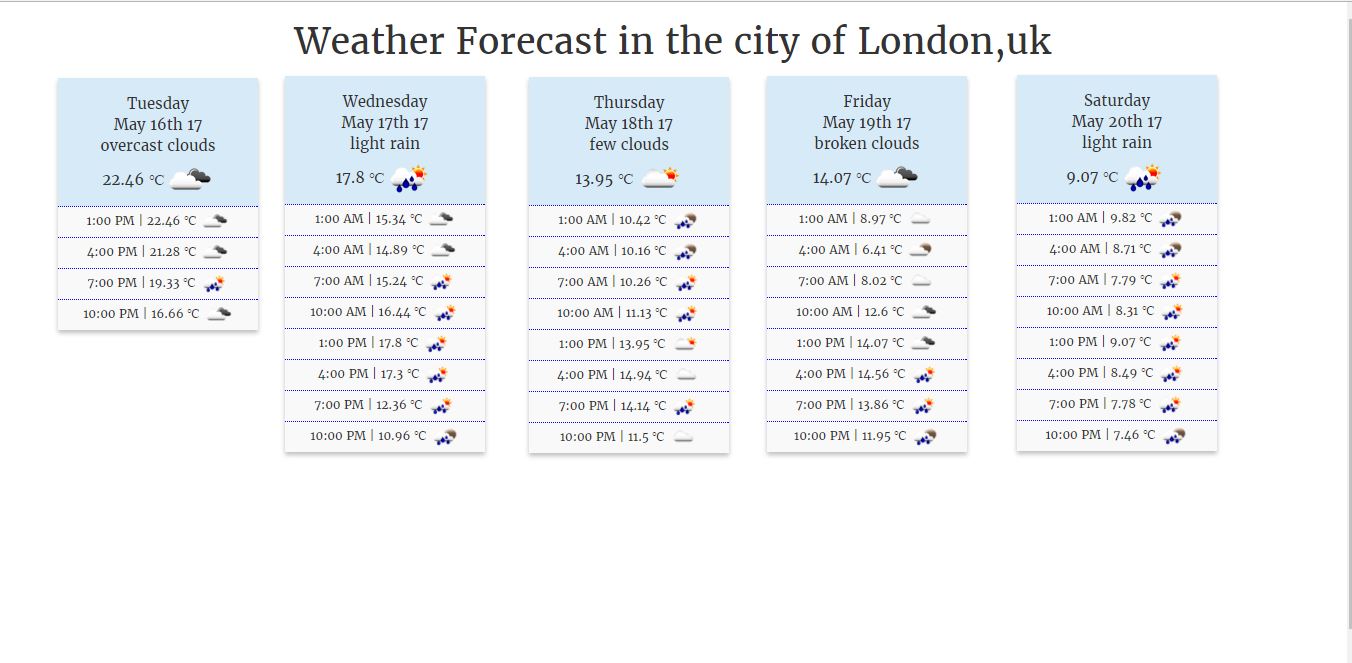 Weather Forecast in the city of London,uk
Tuesday
May 16th 17
overcast clouds
22.46 °C
1:00 PM | 22.46 °C
4:00 PM | 21.28 °C
7:00 PM | 19.33 °C
10:00 PM | 16.66 °C
Wednesday
May 17th 17
light rain
17.8 °C
1:00 AM | 15.34 °C
4:00 AM | 14.89 °C
7:00 AM | 15.24 °C
10:00 AM | 16.44 °C
1:00 PM | 17.8 °C
4:00 PM | 17.3 °C
7:00 PM | 12.36 °C
10:00 PM | 10.96 °C
Thursday
May 18th 17
few clouds
13.95 °C
1:00 AM | 10.42 °C
4:00 AM | 10.16 °C
7:00 AM | 10.26 °C
10:00 AM | 11.13 °C
1:00 PM | 13.95 °C
4:00 PM | 14.94 °C
7:00 PM | 14.14 °C
10:00 PM | 11.5 °C
Friday
May 19th 17
broken clouds
14.07 °C
1:00 AM | 8.97 °C
4:00 AM | 6.41 °C
7:00 AM | 8.02 °C
10:00 AM | 12.6 °C
1:00 PM | 14.07 °C
4:00 PM | 14.56 °C
7:00 PM | 13.86 °C
10:00 PM | 11.95 °C
Saturday
May 20th 17
light rain
9.07 °C
1:00 AM | 9.82 °C
4:00 AM | 8.71 °C
7:00 AM | 7.79 °C
10:00 AM | 8.31 °C
1:00 PM | 9.07 °C
4:00 PM | 8.49 °C
7:00 PM | 7.78 °C
10:00 PM | 7.46 °C